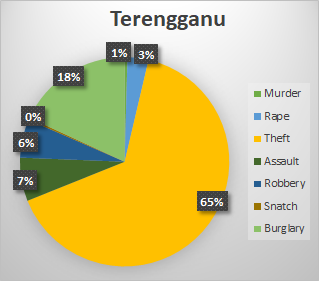 Terengganu
1%
3%
18%
0%
6%
7%
65%
Murder
Rape
Theft
Assault
Robbery
Snatch
Burglary